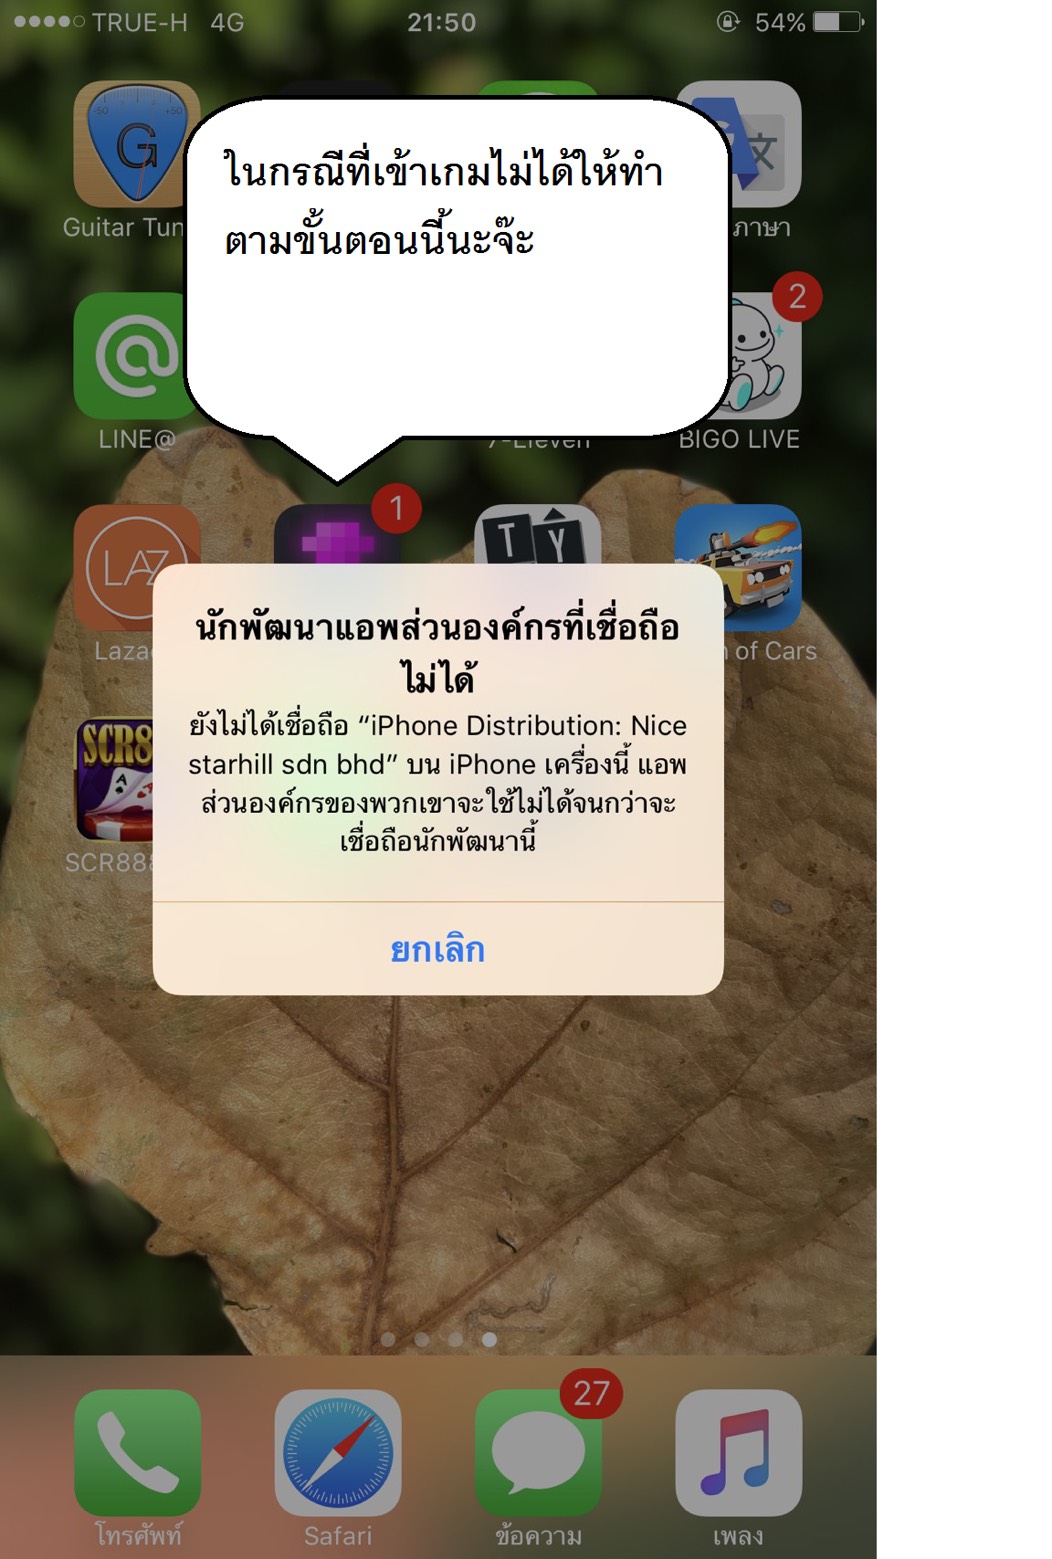 TRUE-H 4G 21:50 54%
ในกรณีที่เข้าเกมไม่ได้ให้ทำ
ตามขั้นตอนนี้นะจ๊ะ
G
-50 +50
G
文
Guitar Tun
ภาษา
@
2
LINE@
7-Eleven
BIGO LIVE
1
LAZ
T Y
Laza
of Cars
นักพัฒนาแอพส่วนองค์กรที่เชื่อถือ
ไม่ได้
ยังไม่ได้เชื่อถือ “iPhone Distribution: Nice
starhill sdn bhd” บน iPhone เครื่องนี้ แอพ
ส่วนองค์กรของพวกเขาจะใช้ไม่ได้จนกว่าจะ
เชื่อถือนักพัฒนานี้
ยกเลิก
SCR8
A
SCR88
27
โทรศัพท์
Safari
ข้อความ
เพลง